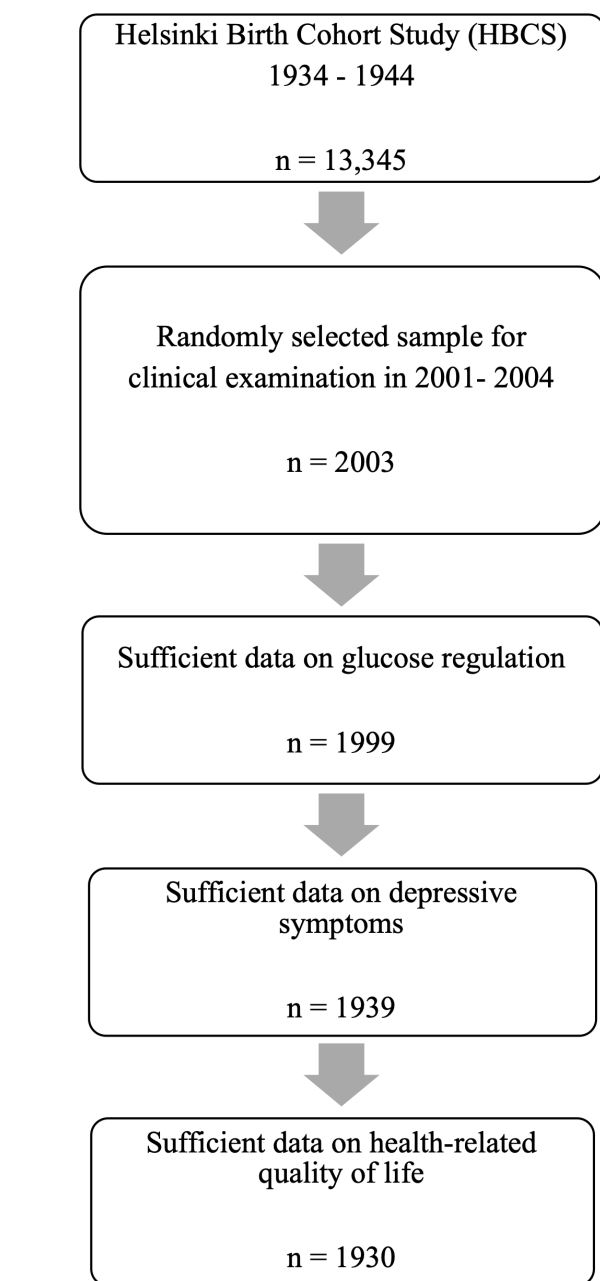 Helsinki Birth Cohort Study (HBCS)
1934 - 1944
n = 13,345
Randomly selected sample for
clinical examination in 2001- 2004
n = 2003
Sufficient data on glucose regulation
n = 1999
Sufficient data on depressive
symptoms
n = 1939
Sufficient data on health-related
quality of life
n = 1930